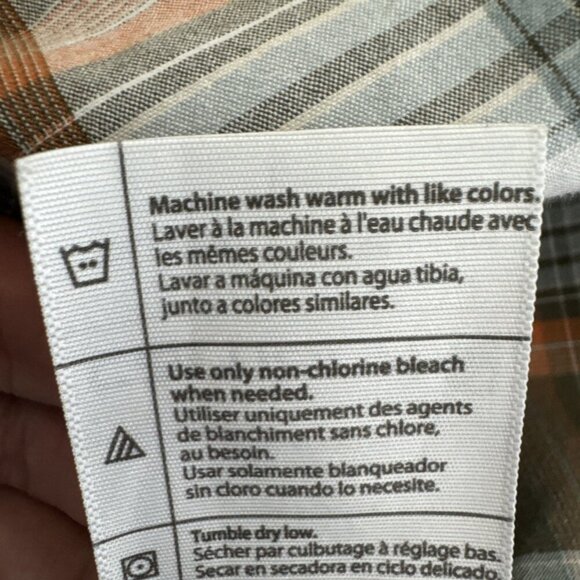 Machine wash warm with like colors.
Laver à la machine à l'eau chaude avec
les mêmes couleurs.
Lavar a máquina con agua tibia,
junto a colores similares.
Use only non-chlorine bleach
when needed.
Utiliser uniquement des agents
de blanchiment sans chlore,
au besoin.
Usar solamente blanqueador
sin cloro cuando lo necesite.
Tumble dry low.
Sécher par culbutage à réglage bas.
Secar en secadora en ciclo delicado